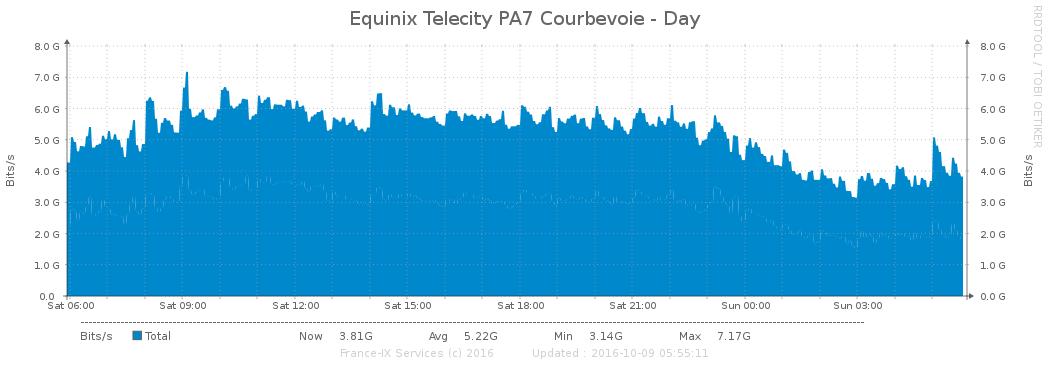 Equinix Telecity PA7 Courbevoie - Day
RRDTOOL / TOBI OETIKER
8.0 G 8.0 G
7.0 G 7.0 G
6.0 G 6.0 G
5.0 G 5.0 G
4.0 G 4.0 G
3.0 G 3.0 G
2.0 G 2.0 G
1.0 G 1.0 G
0.0 0.0 G
Bits/s
Bits/s
Sat 06:00 Sat 09:00 Sat 12:00 Sat 15:00 Sat 18:00 Sat 21:00 Sun 00:00 Sun 03:00
Bits/s Total Now 3.81G Avg 5.22G Min 3.14G Max 7.17G
France-IX Services (c) 2016 Updated : 2016-10-09 05:55:11